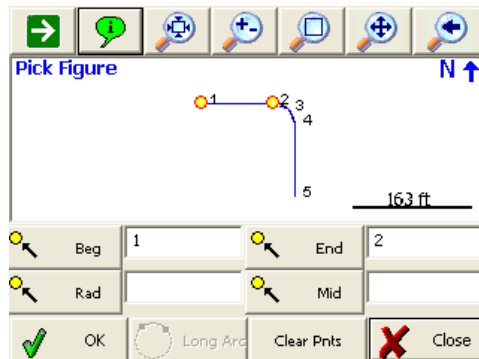 Pick Figure N
1 2 3
4
5
163 ft
Beg 1 End 2
Rad Mid
OK Long Arc Clear Pnts Close